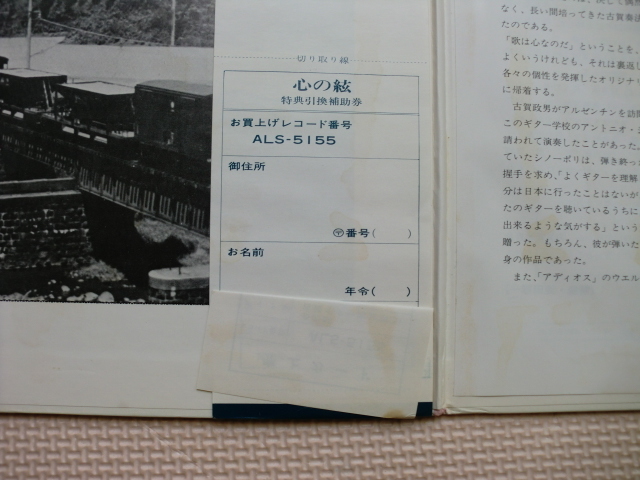 切り取り線
心の絃
特典引換補助券
お買上げレコード番号
ALS-5155
御住所
〶番号( )
お名前
年令( )
なく、長い間培ってきた古賀奏
たのである。
「歌は心なのだ」ということを、
よくいうけれども、それは裏返し
各々の個性を発揮したオリジナ
に帰着する。
古賀政男がアルゼンチンを訪問
このギター学校のアントニオ・
請われて演奏したことがあった。
ていたシノーポリは、弾き終っ
握手を求め、「よくギターを理解
分は日本に行ったことはないが
たのギターを聴いているうちに
出来るような気がする」という
贈った。もちろん、彼が弾いた
身の作品であった。
また、「アディオス」のウエル